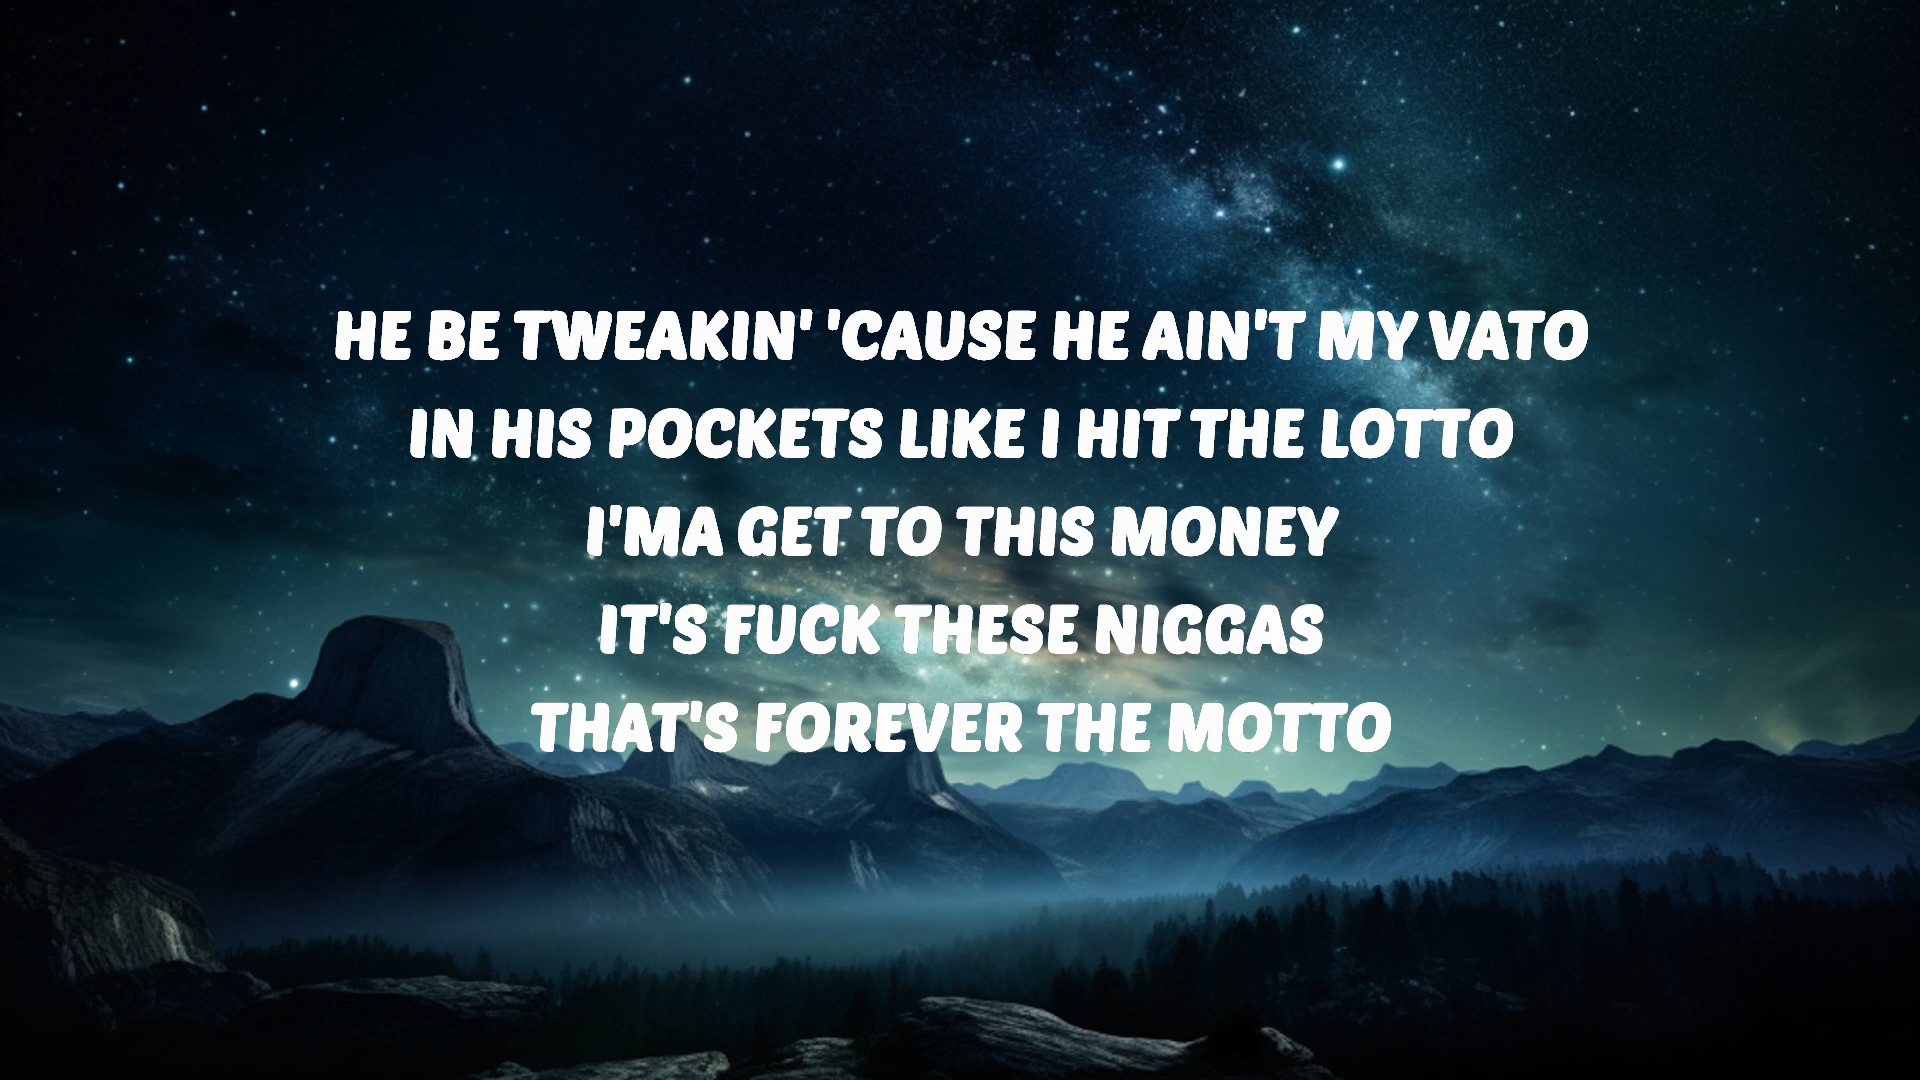 HE BE TWEAKIN' 'CAUSE HE AIN'T MY VATO
IN HIS POCKETS LIKE I HIT THE LOTTO
I'MA GET TO THIS MONEY
IT'S FUCK THESE NIGGAS
THAT'S FOREVER THE MOTTO